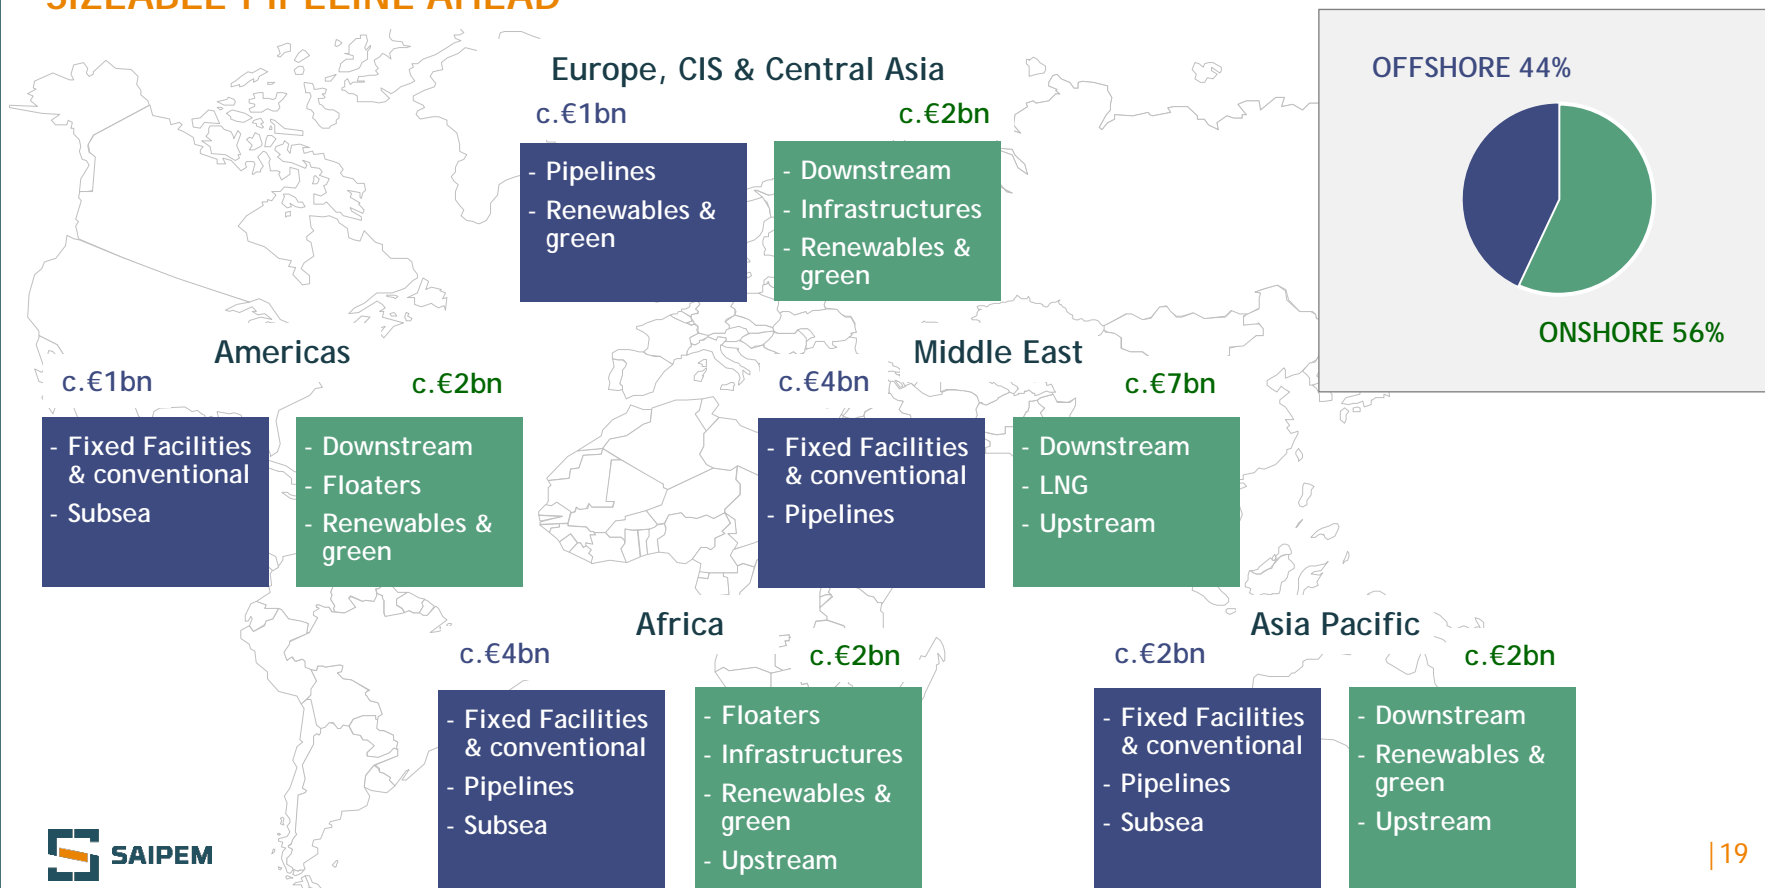 SIZEABLE PIPELINE AHEAD
OFFSHORE 44%
ONSHORE 56%
Europe, CIS & Central Asia
c.€1bn
c.€2bn
- Pipelines
- Renewables &
green
- Downstream
- Infrastructures
- Renewables &
green
Americas
c.€1bn
c.€2bn
- Fixed Facilities
& conventional
- Subsea
- Downstream
- Floaters
- Renewables &
green
Middle East
c.€4bn
c.€7bn
- Fixed Facilities
& conventional
- Pipelines
- Downstream
- LNG
- Upstream
Africa
c.€4bn
c.€2bn
- Fixed Facilities
& conventional
- Pipelines
- Subsea
- Floaters
- Infrastructures
- Renewables &
green
- Upstream
Asia Pacific
c.€2bn
c.€2bn
- Fixed Facilities
& conventional
- Pipelines
- Subsea
- Downstream
- Renewables &
green
- Upstream
SAIPEM
|19